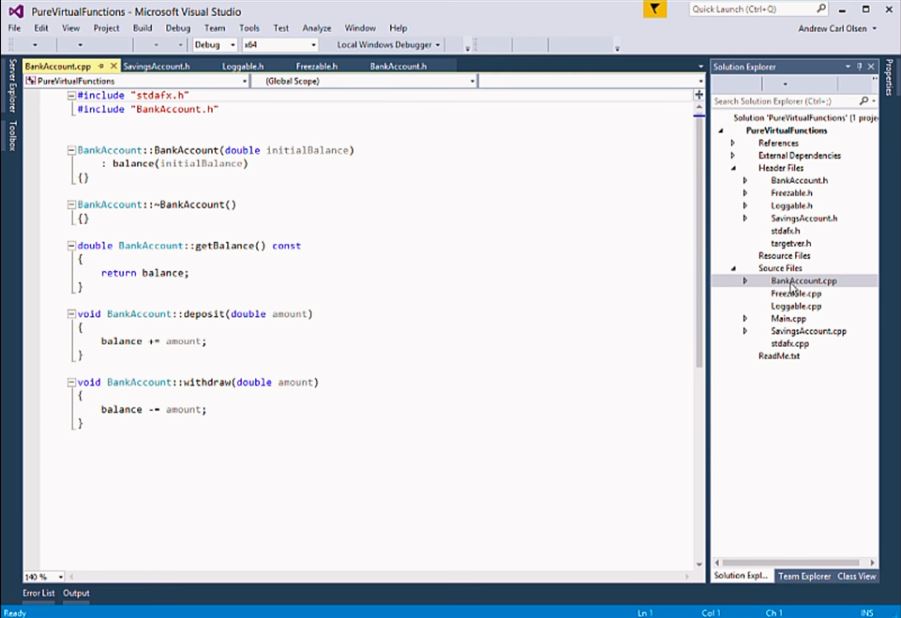 PureVirtualFunctions - Microsoft Visual Studio
Quick Launch (Ctrl+Q)
File Edit View Project Build Debug Team Tools Test Analyze Window Help
Andrew Carl Olsen
Debug x64 Local Windows Debugger
Server Explorer
Toolbox
BankAccount.cpp SavingsAccount.h Loggable.h Freezable.h BankAccount.h
PureVirtualFunctions (Global Scope)
#include "stdafx.h"
#include "BankAccount.h"
BankAccount::BankAccount(double initialBalance)
: balance(initialBalance)
{}
BankAccount::~BankAccount()
{}
double BankAccount::getBalance() const
{
return balance;
}
void BankAccount::deposit(double amount)
{
balance += amount;
}
void BankAccount::withdraw(double amount)
{
balance -= amount;
}
140 %
Solution Explorer
Search Solution Explorer (Ctrl+;)
Solution 'PureVirtualFunctions' (1 projec
PureVirtualFunctions
References
External Dependencies
Header Files
BankAccount.h
Freezable.h
Loggable.h
SavingsAccount.h
stdafx.h
targetver.h
Resource Files
Source Files
BankAccount.cpp
Freezable.cpp
Loggable.cpp
Main.cpp
SavingsAccount.cpp
stdafx.cpp
ReadMe.txt
Solution Expl... Team Explorer Class View
Properties
Error List Output
Ready Ln 1 Col 1 Ch 1 INS